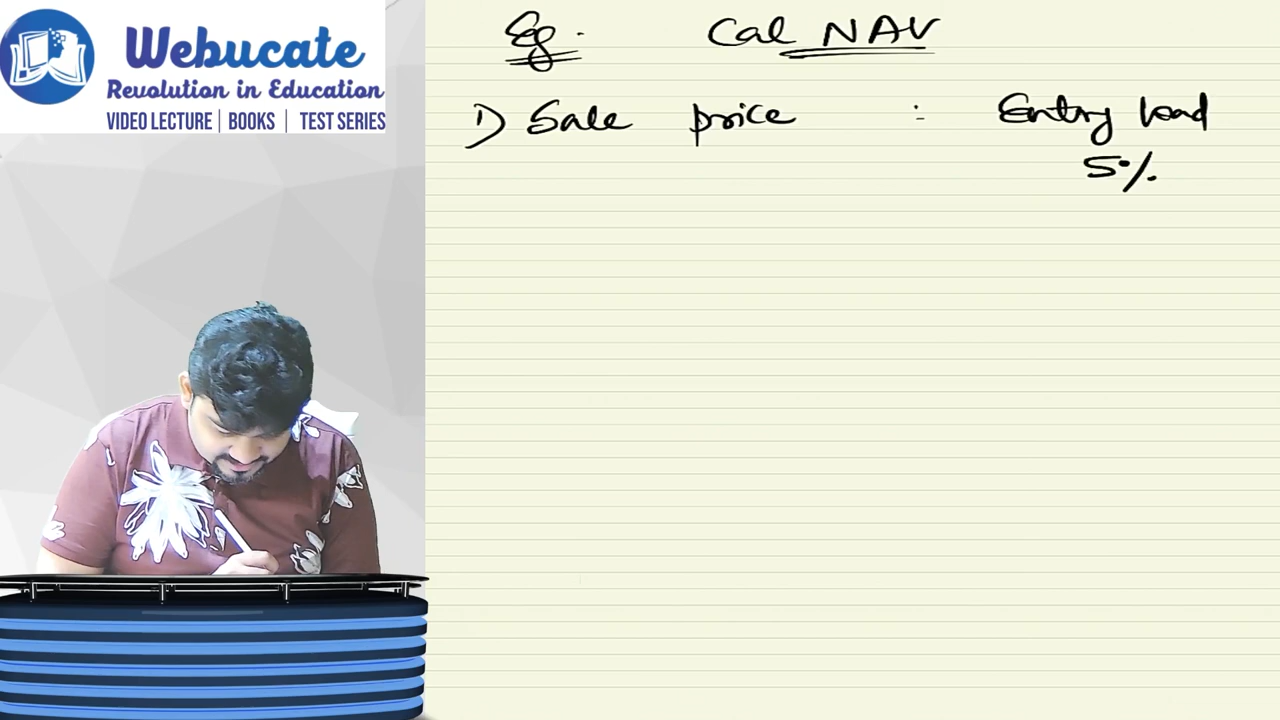 Webucate
Revolution in Education
VIDEO LECTURE | BOOKS | TEST SERIES
Eg. Cal NAV
1) Sale price : Entry load
5%